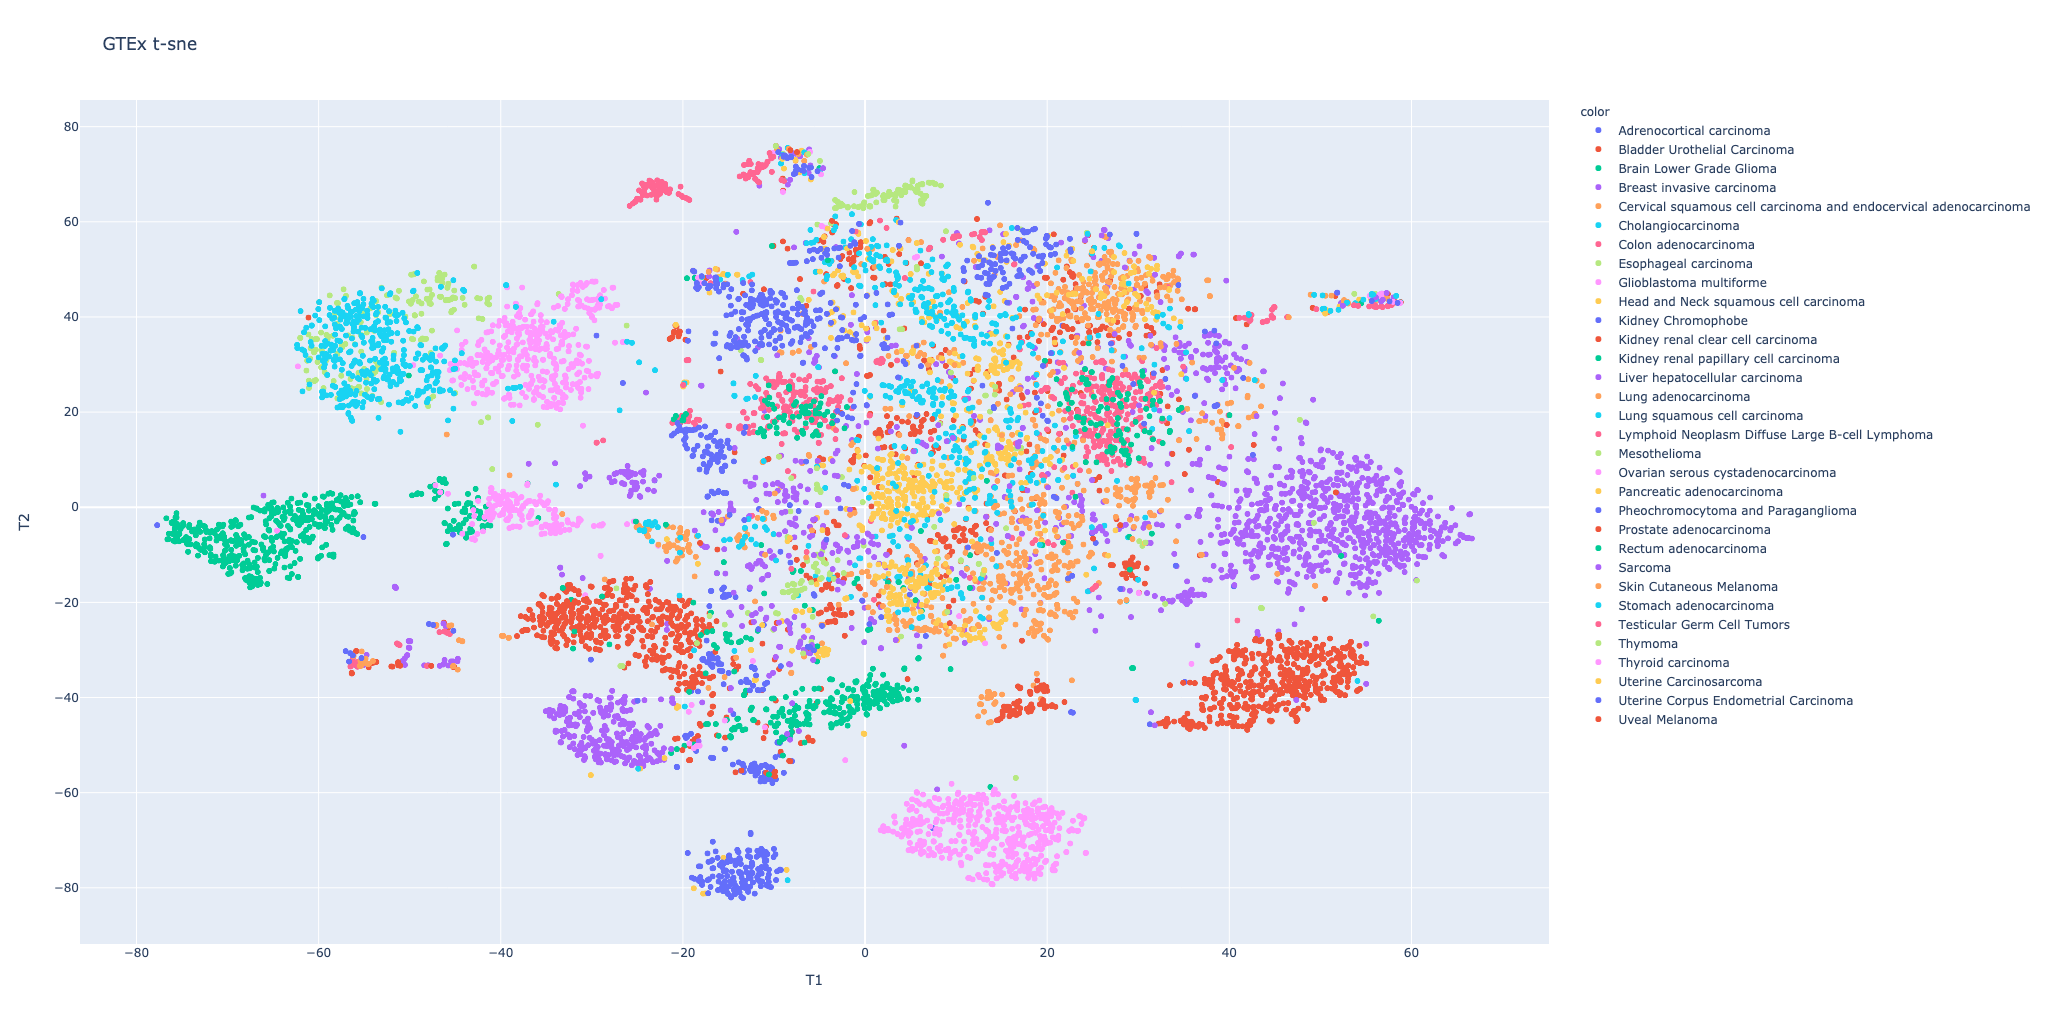 GTEx t-sne
color
Adrenocortical carcinoma
Bladder Urothelial Carcinoma
Brain Lower Grade Glioma
Breast invasive carcinoma
Cervical squamous cell carcinoma and endocervical adenocarcinoma
Cholangiocarcinoma
Colon adenocarcinoma
Esophageal carcinoma
Glioblastoma multiforme
Head and Neck squamous cell carcinoma
Kidney Chromophobe
Kidney renal clear cell carcinoma
Kidney renal papillary cell carcinoma
Liver hepatocellular carcinoma
Lung adenocarcinoma
Lung squamous cell carcinoma
Lymphoid Neoplasm Diffuse Large B-cell Lymphoma
Mesothelioma
Ovarian serous cystadenocarcinoma
Pancreatic adenocarcinoma
Pheochromocytoma and Paraganglioma
Prostate adenocarcinoma
Rectum adenocarcinoma
Sarcoma
Skin Cutaneous Melanoma
Stomach adenocarcinoma
Testicular Germ Cell Tumors
Thymoma
Thyroid carcinoma
Uterine Carcinosarcoma
Uterine Corpus Endometrial Carcinoma
Uveal Melanoma
80
60
40
20
0
−20
−40
−60
−80
T2
−80 −60 −40 −20 0 20 40 60
T1